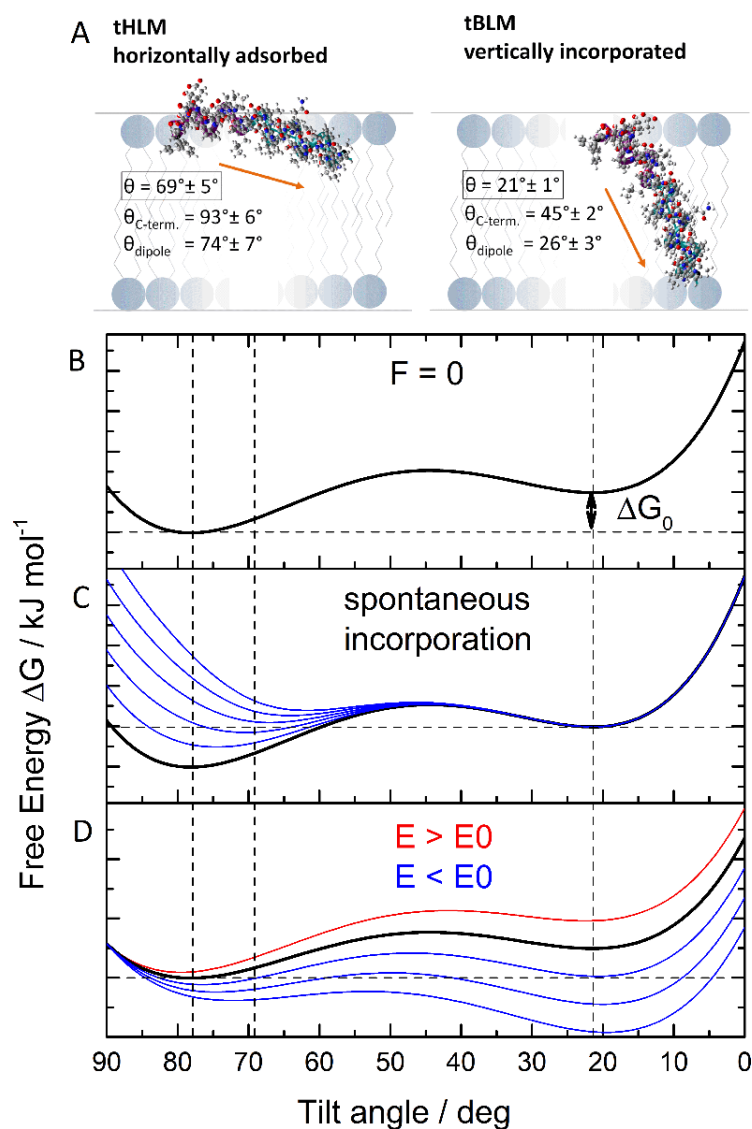 A
tHLM
horizontally adsorbed
θ = 69°± 5°
θC-term. = 93°± 6°
θdipole = 74°± 7°
tBLM
vertically incorporated
θ = 21°± 1°
θC-term. = 45°± 2°
θdipole = 26°± 3°
B
F = 0
ΔG₀
C
spontaneous
incorporation
D
E > E0
E < E0
Free Energy ΔG / kJ mol⁻¹
90 80 70 60 50 40 30 20 10 0
Tilt angle / deg